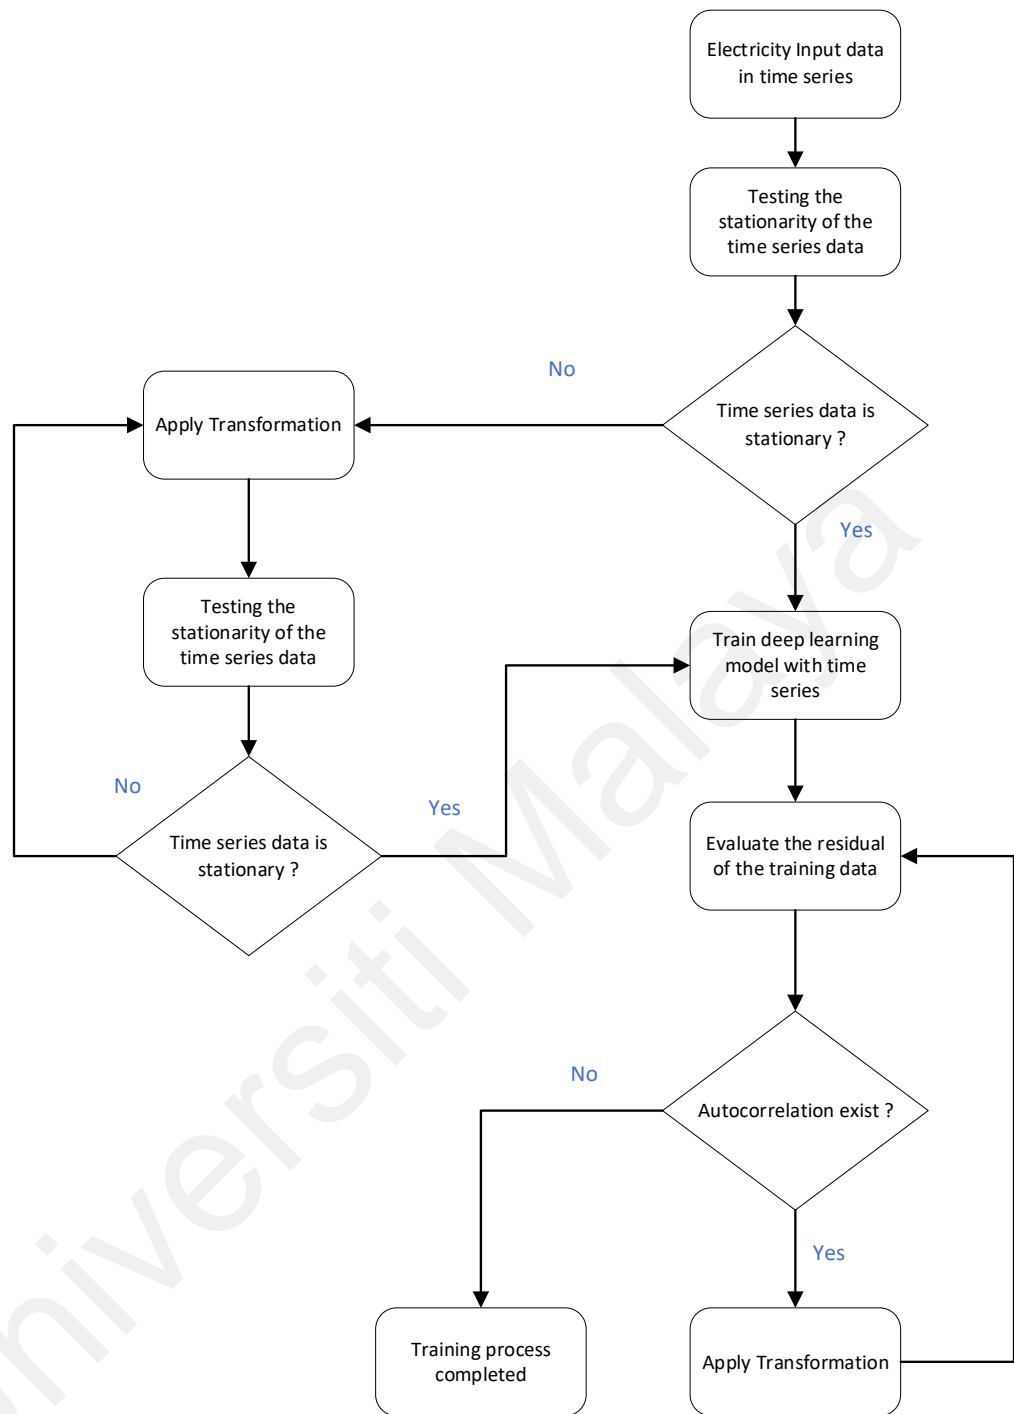 Electricity Input data
in time series
Testing the
stationarity of the
time series data
Time series data is
stationary ?
No
Yes
Apply Transformation
Testing the
stationarity of the
time series data
Time series data is
stationary ?
No
Yes
Train deep learning
model with time
series
Evaluate the residual
of the training data
Autocorrelation exist ?
No
Yes
Training process
completed
Apply Transformation
niversiti Malaya